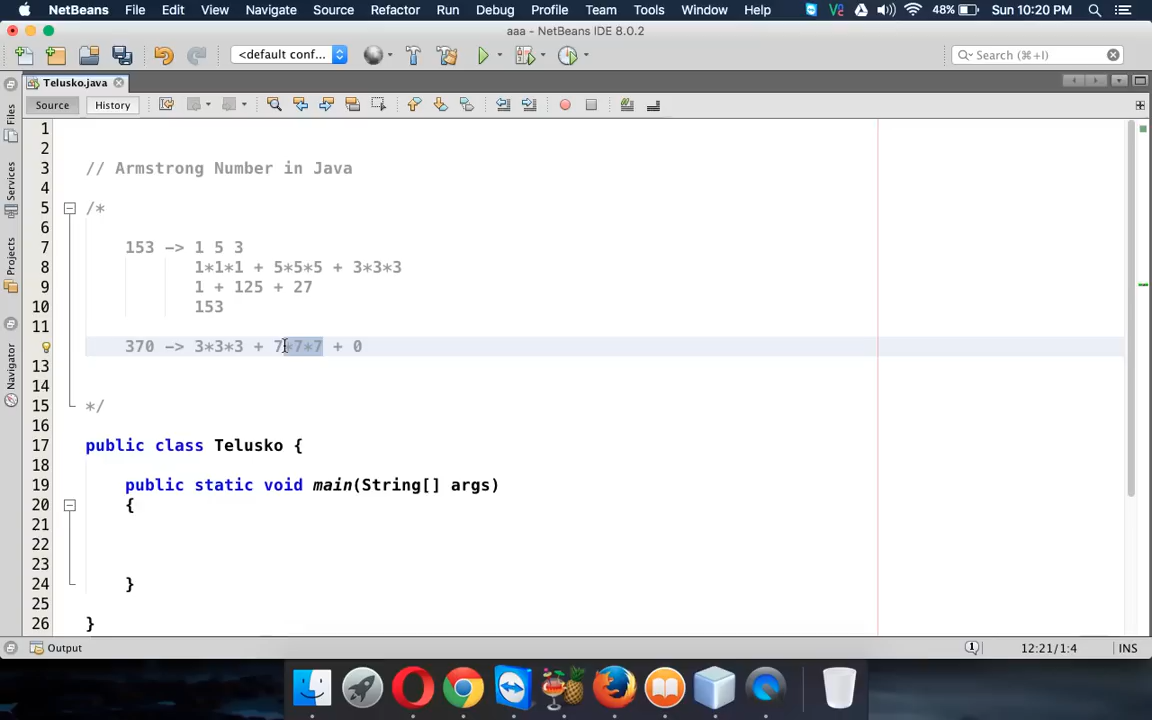 NetBeans File Edit View Navigate Source Refactor Run Debug Profile Team Tools Window Help 48% Sun 10:20 PM
aaa - NetBeans IDE 8.0.2
<default conf... Search (⌘+I)
Telusko.java
Source History
Files
Services
Projects
Navigator
1
2
3 // Armstrong Number in Java
4
5 /*
6
7 153 -> 1 5 3
8 1*1*1 + 5*5*5 + 3*3*3
9 1 + 125 + 27
10 153
11
370 -> 3*3*3 + 7*7*7 + 0
13
14
15 */
16
17 public class Telusko {
18
19 public static void main(String[] args)
20 {
21
22
23
24 }
25
26 }
Output 1 12:21/1:4 INS